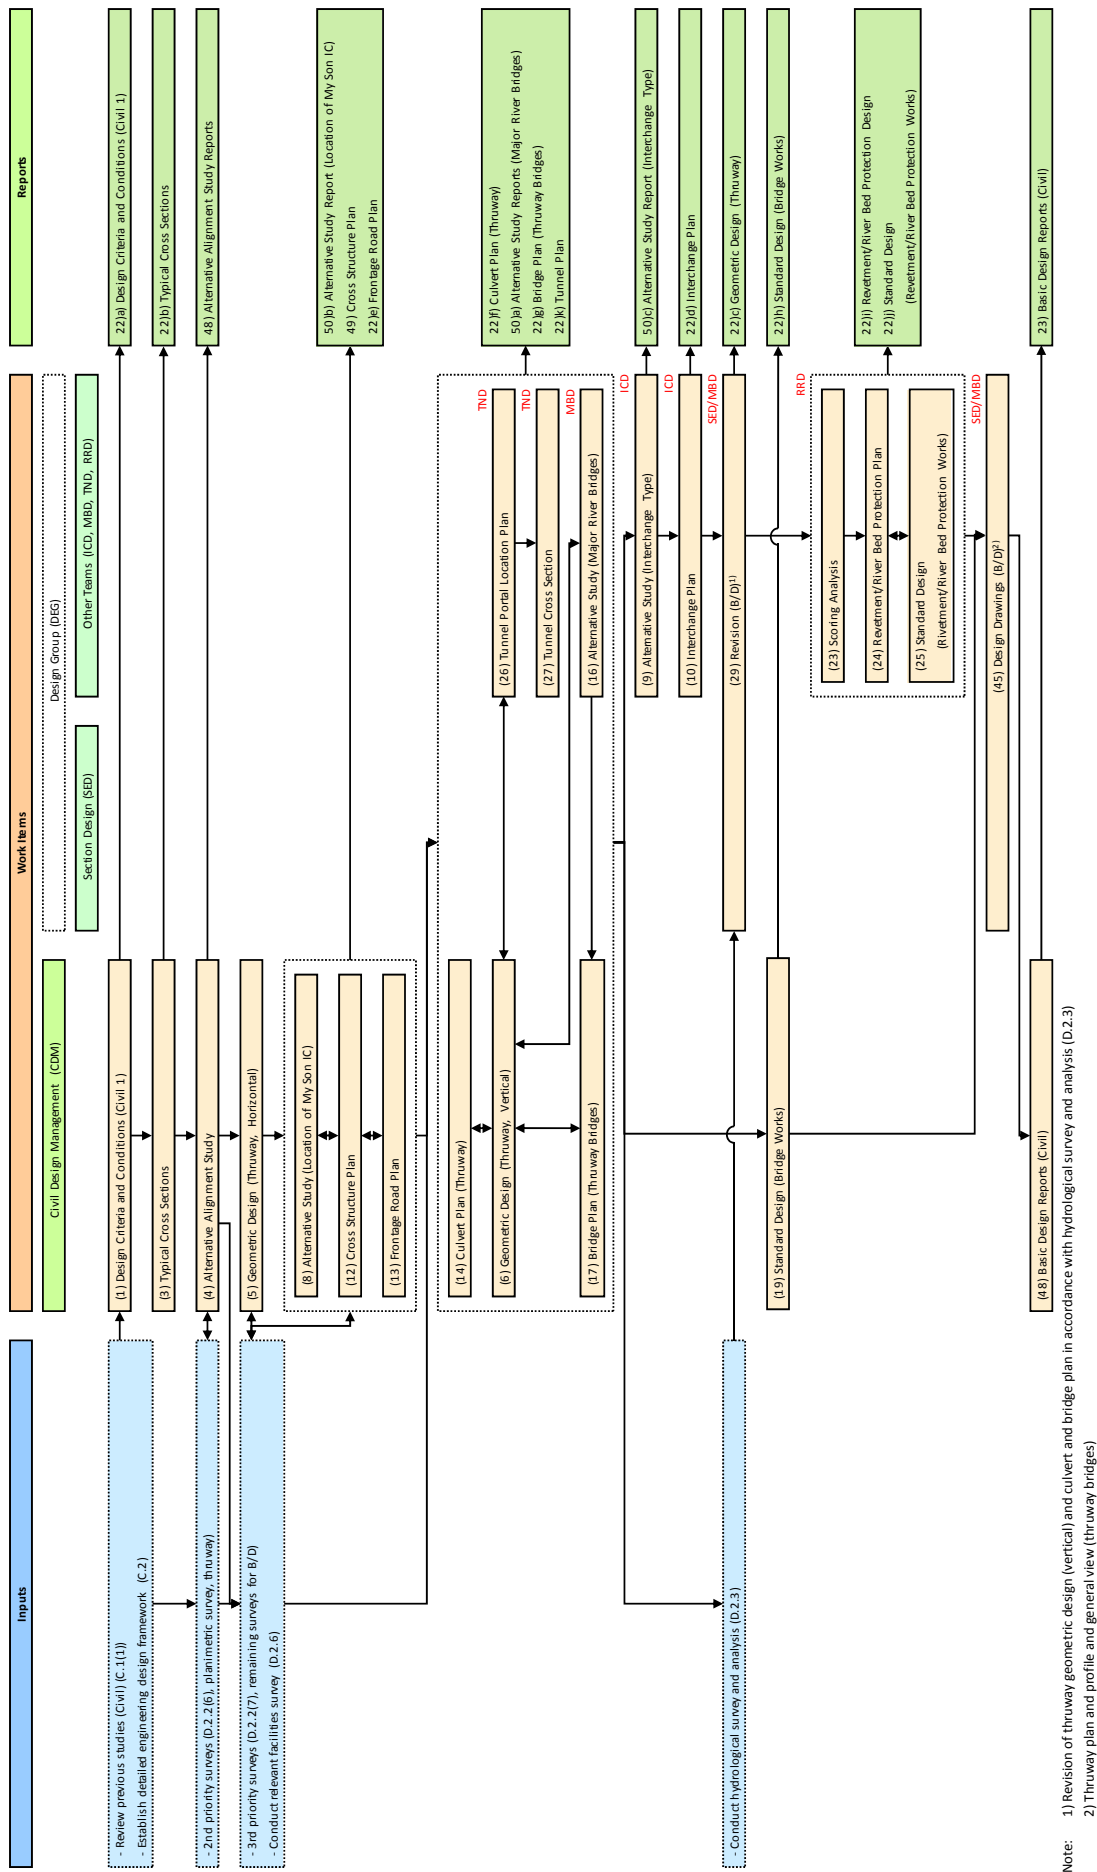 Inputs
Work Items
Reports
Civil Design Management (CDM)
Design Group (DEG)
Section Design (SED)
Other Teams (ICD, MBD, TND, RRD)
- Review previous studies (Civil) (C.1(1))
- Establish detailed engineering design framework (C.2)
(1) Design Criteria and Conditions (Civil 1)
22)a) Design Criteria and Conditions (Civil 1)
(3) Typical Cross Sections
22)b) Typical Cross Sections
- 2nd priority surveys (D.2.2(6), planimetric survey, thruway)
(4) Alternative Alignment Study
48) Alternative Alignment Study Reports
- 3rd priority surveys (D.2.2(7), remaining surveys for B/D)
- Conduct relevant facilities survey (D.2.6)
(5) Geometric Design (Thruway, Horizontal)
(8) Alternative Study (Location of My Son IC)
(12) Cross Structure Plan
(13) Frontage Road Plan
50)b) Alternative Study Report (Location of My Son IC)
49) Cross Structure Plan
22)e) Frontage Road Plan
(14) Culvert Plan (Thruway)
(6) Geometric Design (Thruway, Vertical)
(17) Bridge Plan (Thruway Bridges)
TND
(26) Tunnel Portal Location Plan
TND
(27) Tunnel Cross Section
MBD
(16) Alternative Study (Major River Bridges)
22)f) Culvert Plan (Thruway)
50)a) Alternative Study Reports (Major River Bridges)
22)g) Bridge Plan (Thruway Bridges)
22)k) Tunnel Plan
ICD
(9) Alternative Study (Interchange Type)
50)c) Alternative Study Report (Interchange Type)
ICD
(10) Interchange Plan
22)d) Interchange Plan
SED/MBD
- Conduct hydrological survey and analysis (D.2.3)
(29) Revision (B/D)1)
22)c) Geometric Design (Thruway)
(19) Standard Design (Bridge Works)
22)h) Standard Design (Bridge Works)
RRD
(23) Scoring Analysis
(24) Revetment/River Bed Protection Plan
(25) Standard Design
(Rivetment/River Bed Protection Works)
22)i) Revetment/River Bed Protection Design
22)j) Standard Design
(Revetment/River Bed Protection Works)
SED/MBD
(45) Design Drawings (B/D)2)
(48) Basic Design Reports (Civil)
23) Basic Design Reports (Civil)
Note: 1) Revision of thruway geometric design (vertical) and culvert and bridge plan in accordance with hydrological survey and analysis (D.2.3)
2) Thruway plan and profile and general view (thruway bridges)